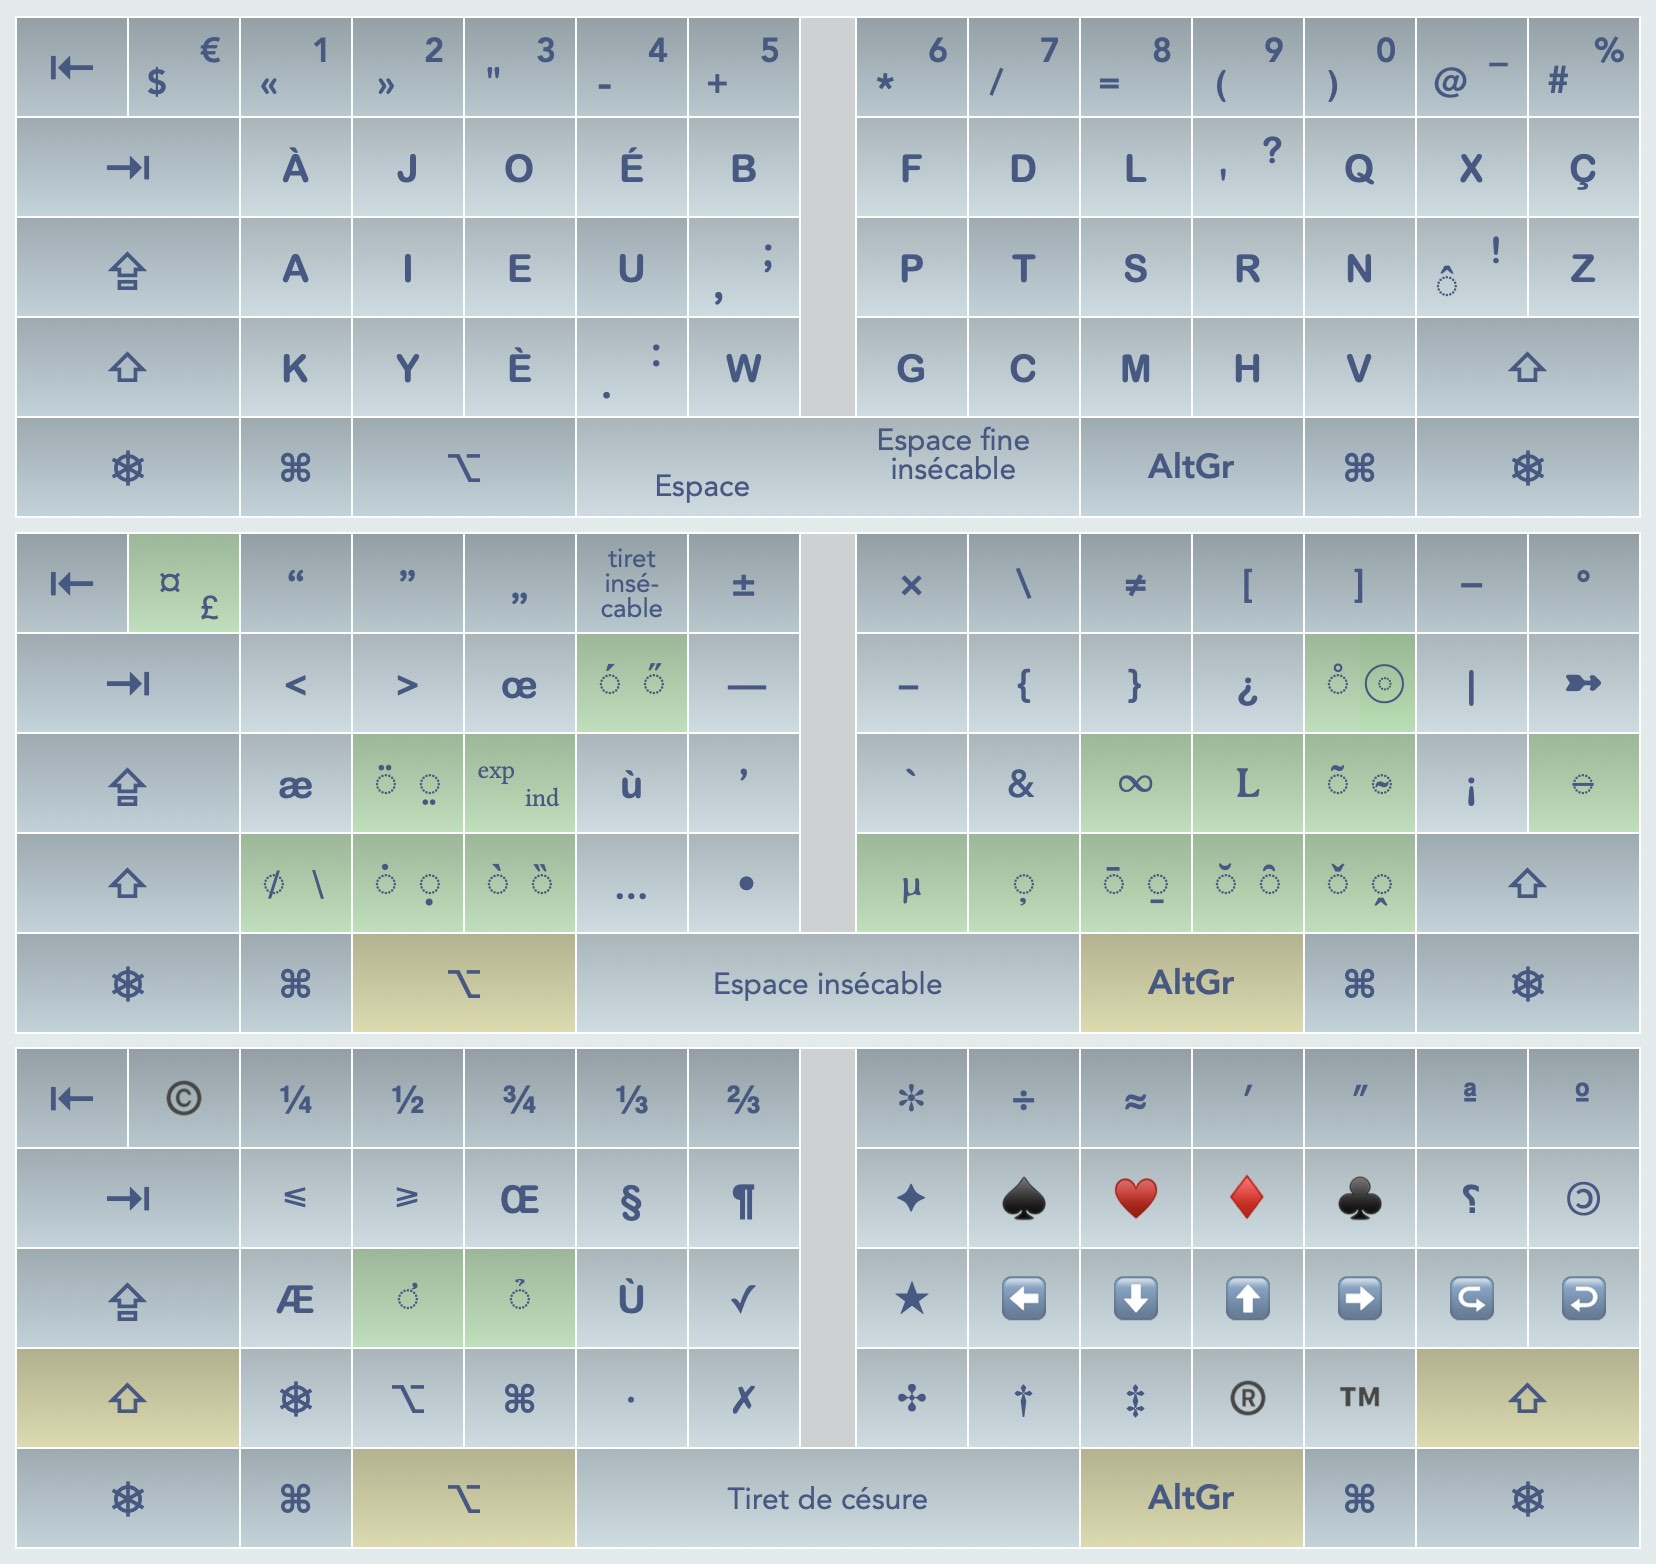 ⇤ $ € « 1 » 2 " 3 - 4 + 5 * 6 / 7 = 8 ( 9 ) 0 @ _ # %
⇥ À J O É B F D L ' ? Q X Ç
⇪ A I E U , ; P T S R N ◌̂ ! Z
⇧ K Y È . : W G C M H V ⇧
⎈ ⌘ ⌥ Espace Espace fine insécable AltGr ⌘ ⎈
⇤ ¤ £ “ ” „ tiret insé-cable ± × \ ≠ [ ] − °
⇥ < > œ ◌́ ◌̋ — – { } ¿ ◌̊ ◌⃝ | ➳
⇪ æ ◌̈ ◌̤ exp ind ù ’ ` & ∞ L ◌̃ ◌̴ ¡ ◌̵
⇧ ◌̸ \ ◌̇ ◌̣ ◌̀ ◌̏ … • µ ◌̦ ◌̄ ◌̱ ◌̆ ◌̑ ◌̌ ◌̭ ⇧
⎈ ⌘ ⌥ Espace insécable AltGr ⌘ ⎈
⇤ © ¼ ½ ¾ ⅓ ⅔ ✻ ÷ ≈ ′ ″ ª º
⇥ ⩽ ⩾ Œ § ¶ ✦ ♠ ♥ ♦ ♣ ⸮ 🄯
⇪ Æ ◌̛ ◌̉ Ù ✓ ★ ⬅ ⬇ ⬆ ➡ ↪ ↩
⇧ ⎈ ⌥ ⌘ · ✗ ✣ † ‡ ® ™ ⇧
⎈ ⌘ ⌥ Tiret de césure AltGr ⌘ ⎈